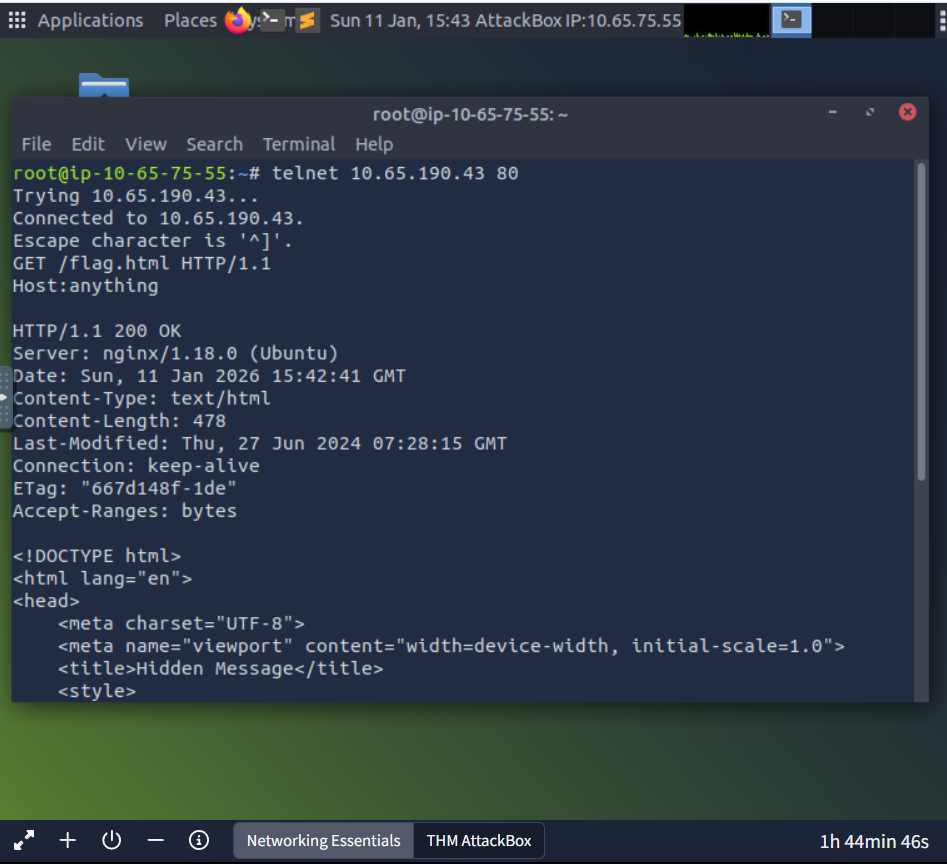 Applications Places Sun 11 Jan, 15:43 AttackBox IP:10.65.75.55
root@ip-10-65-75-55: ~
File Edit View Search Terminal Help
root@ip-10-65-75-55:~# telnet 10.65.190.43 80
Trying 10.65.190.43...
Connected to 10.65.190.43.
Escape character is '^]'.
GET /flag.html HTTP/1.1
Host:anything
HTTP/1.1 200 OK
Server: nginx/1.18.0 (Ubuntu)
Date: Sun, 11 Jan 2026 15:42:41 GMT
Content-Type: text/html
Content-Length: 478
Last-Modified: Thu, 27 Jun 2024 07:28:15 GMT
Connection: keep-alive
ETag: "667d148f-1de"
Accept-Ranges: bytes
<!DOCTYPE html>
<html lang="en">
<head>
    <meta charset="UTF-8">
    <meta name="viewport" content="width=device-width, initial-scale=1.0">
    <title>Hidden Message</title>
    <style>
Networking Essentials THM AttackBox 1h 44min 46s